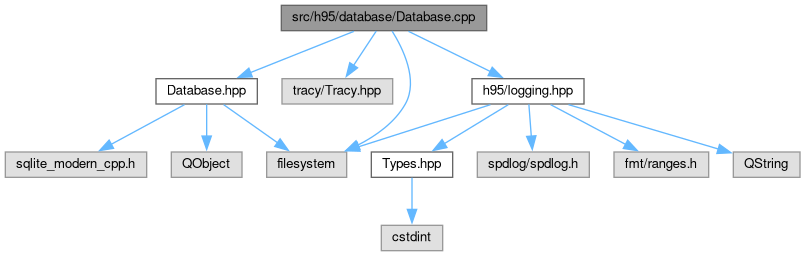 src/h95/database/Database.cpp
Database.hpp
tracy/Tracy.hpp
h95/logging.hpp
sqlite_modern_cpp.h
QObject
filesystem
Types.hpp
spdlog/spdlog.h
fmt/ranges.h
QString
cstdint